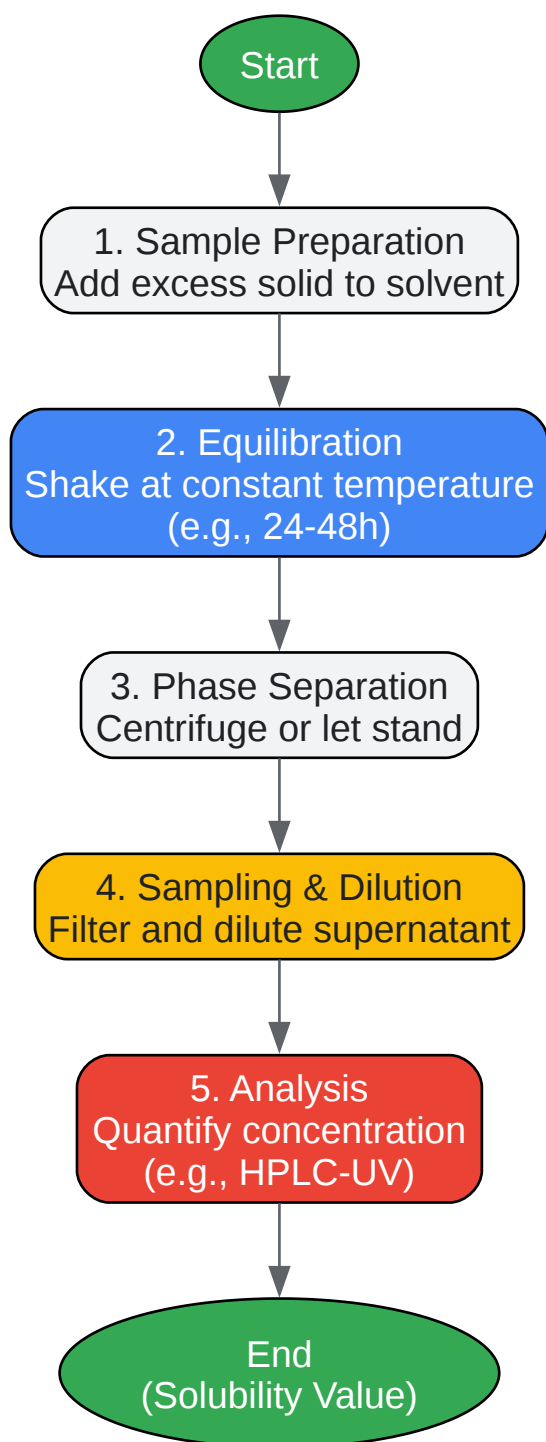 Start
1. Sample Preparation
Add excess solid to solvent
2. Equilibration
Shake at constant temperature
(e.g., 24-48h)
3. Phase Separation
Centrifuge or let stand
4. Sampling & Dilution
Filter and dilute supernatant
5. Analysis
Quantify concentration
(e.g., HPLC-UV)
End
(Solubility Value)